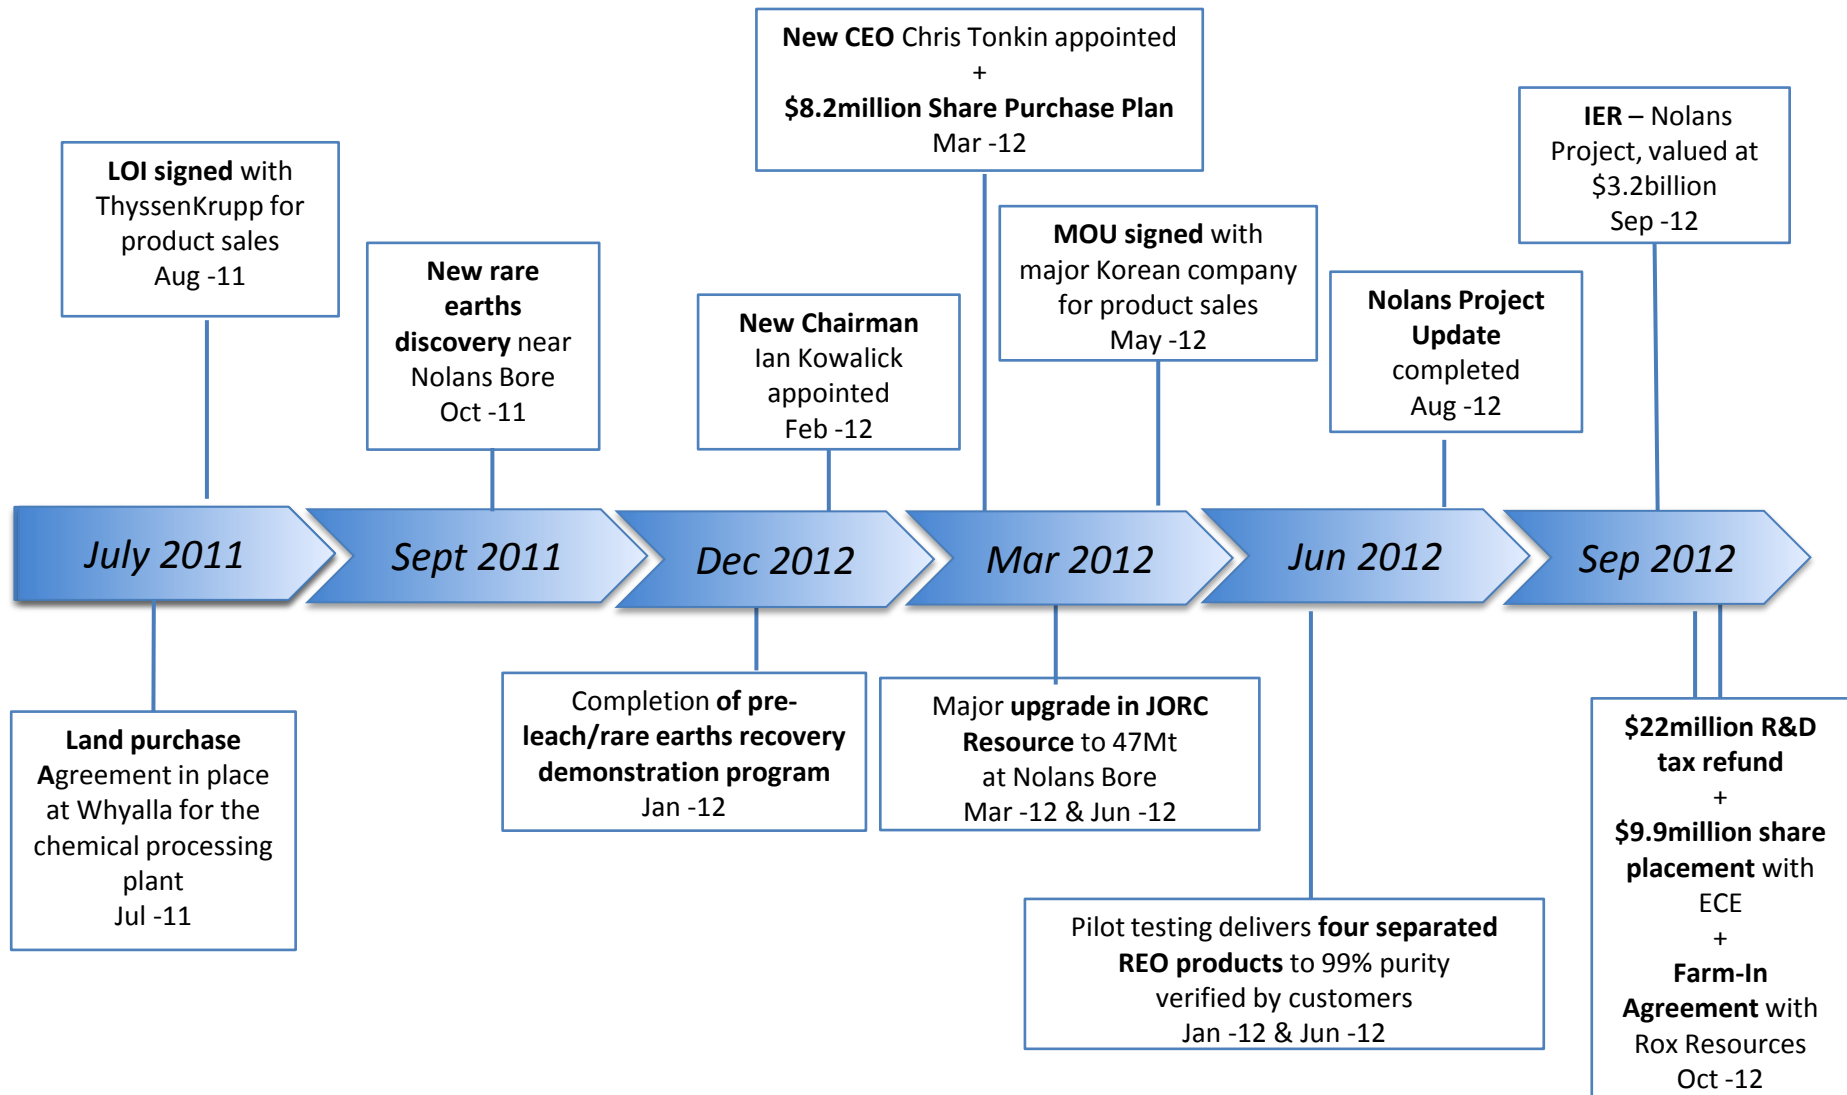 New CEO Chris Tonkin appointed
+
$8.2million Share Purchase Plan
Mar -12
IER – Nolans
Project, valued at
$3.2billion
Sep -12
LOI signed with
ThyssenKrupp for
product sales
Aug -11
New rare
earths
discovery near
Nolans Bore
Oct -11
New Chairman
Ian Kowalick
appointed
Feb -12
MOU signed with
major Korean company
for product sales
May -12
Nolans Project
Update
completed
Aug -12
July 2011
Sept 2011
Dec 2012
Mar 2012
Jun 2012
Sep 2012
Land purchase
Agreement in place
at Whyalla for the
chemical processing
plant
Jul -11
Completion of pre-
leach/rare earths recovery
demonstration program
Jan -12
Major upgrade in JORC
Resource to 47Mt
at Nolans Bore
Mar -12 & Jun -12
Pilot testing delivers four separated
REO products to 99% purity
verified by customers
Jan -12 & Jun -12
$22million R&D
tax refund
+
$9.9million share
placement with
ECE
+
Farm-In
Agreement with
Rox Resources
Oct -12